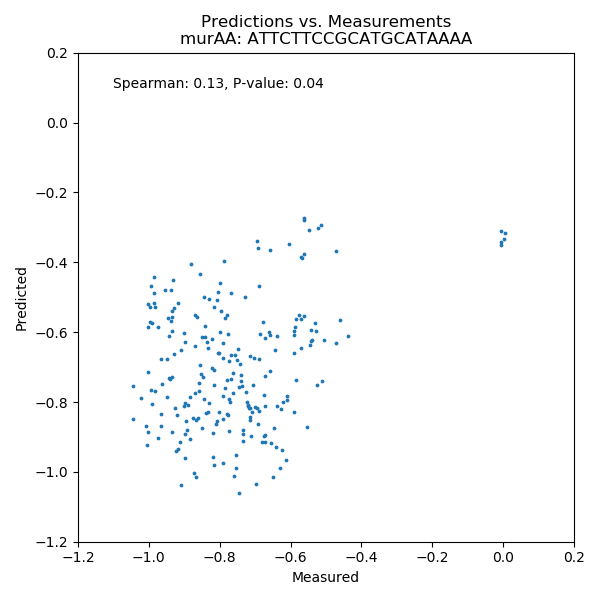 Predictions vs. Measurements
murAA: ATTCTTCCGCATGCATAAAA
Spearman: 0.13, P-value: 0.04
0.2
0.0
−0.2
−0.4
−0.6
−0.8
−1.0
−1.2
Predicted
−1.2 −1.0 −0.8 −0.6 −0.4 −0.2 0.0 0.2
Measured